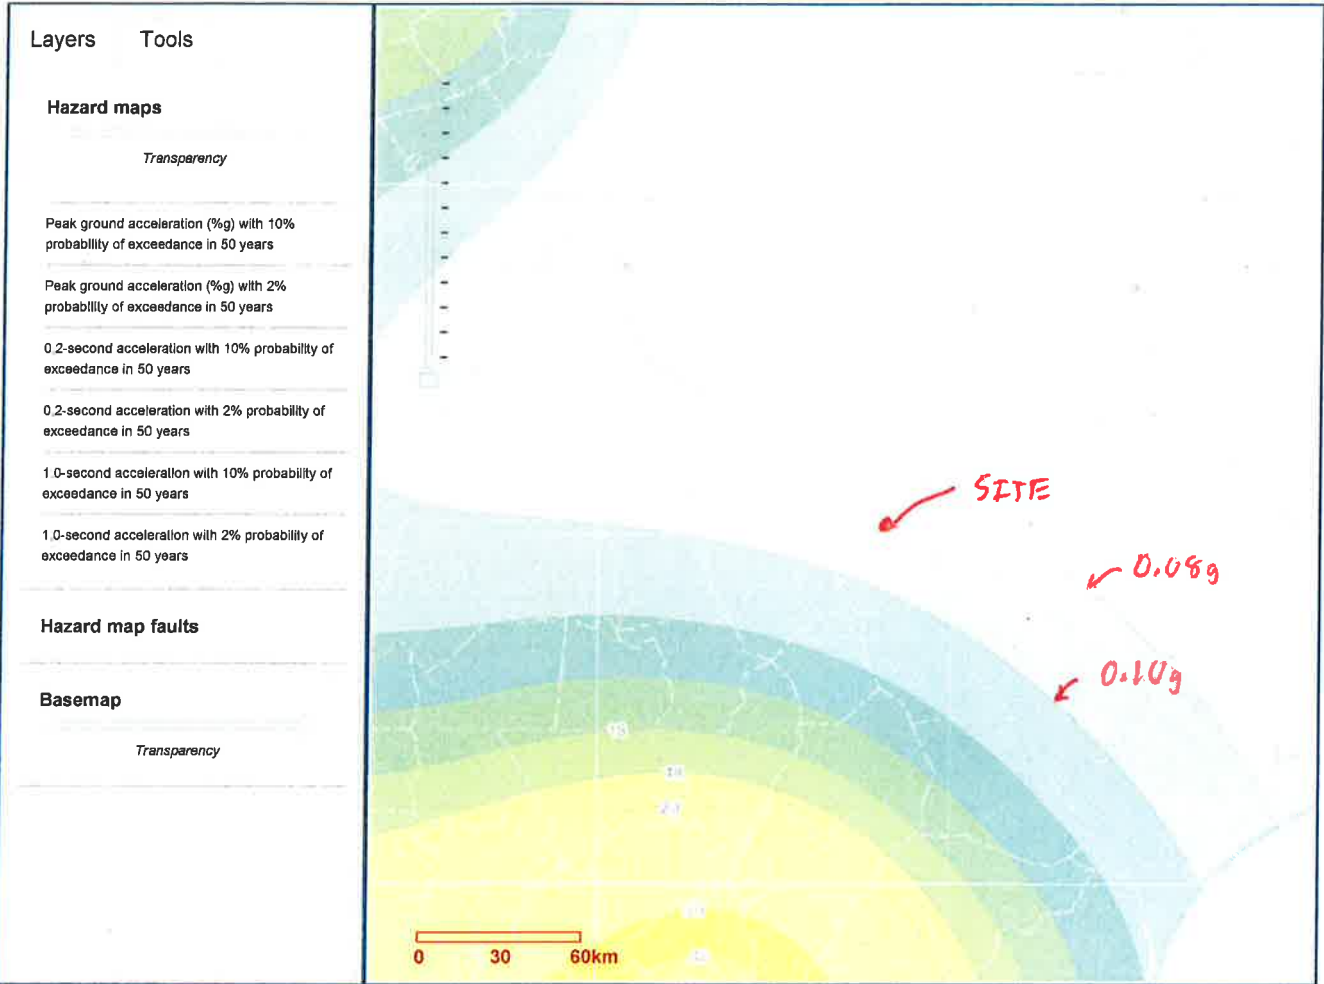 Layers Tools
Hazard maps
Transparency
Peak ground acceleration (%g) with 10%
probability of exceedance in 50 years
Peak ground acceleration (%g) with 2%
probability of exceedance in 50 years
0.2-second acceleration with 10% probability of
exceedance in 50 years
0.2-second acceleration with 2% probability of
exceedance in 50 years
1.0-second acceleration with 10% probability of
exceedance in 50 years
1.0-second acceleration with 2% probability of
exceedance in 50 years
Hazard map faults
Basemap
Transparency
SITE
0.08g
0.10g
0 30 60km